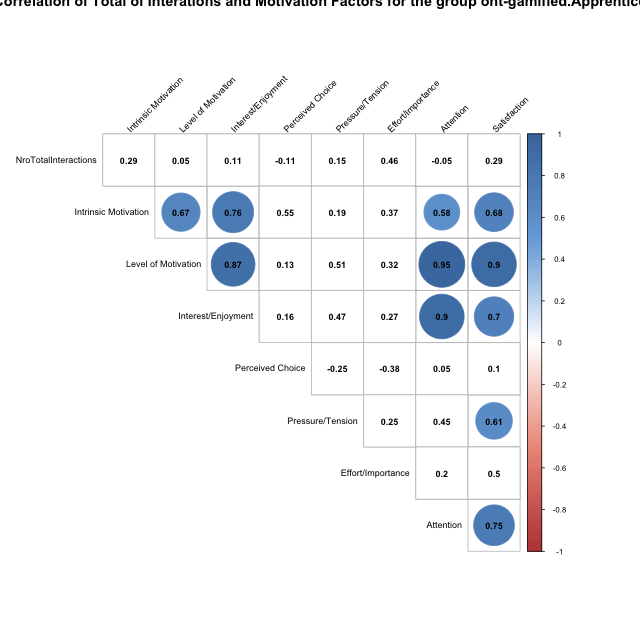 Correlation of Total of Interations and Motivation Factors for the group ont-gamified.Apprentice
Intrinsic Motivation
Level of Motivation
Interest/Enjoyment
Perceived Choice
Pressure/Tension
Effort/Importance
Attention
Satisfaction
NroTotalInteractions 0.29 0.05 0.11 -0.11 0.15 0.46 -0.05 0.29
Intrinsic Motivation 0.67 0.76 0.55 0.19 0.37 0.58 0.68
Level of Motivation 0.87 0.13 0.51 0.32 0.95 0.9
Interest/Enjoyment 0.16 0.47 0.27 0.9 0.7
Perceived Choice -0.25 -0.38 0.05 0.1
Pressure/Tension 0.25 0.45 0.61
Effort/Importance 0.2 0.5
Attention 0.75
1
0.8
0.6
0.4
0.2
0
-0.2
-0.4
-0.6
-0.8
-1